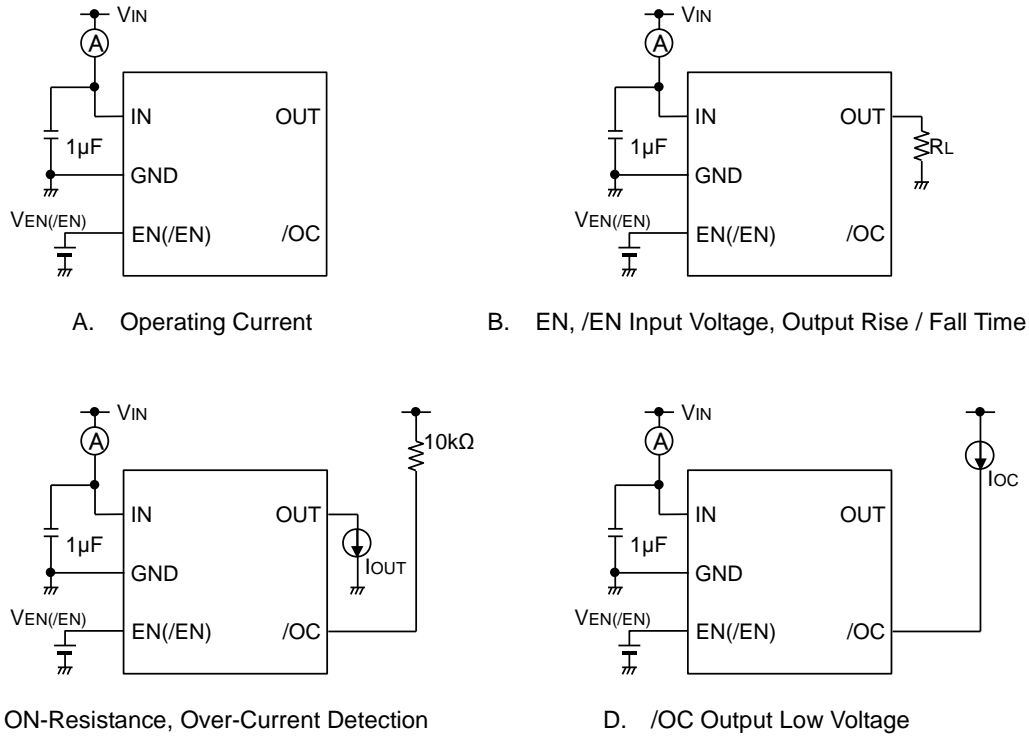 VIN
A
IN OUT
1µF
GND
VEN(/EN)
EN(/EN) /OC
A. Operating Current
VIN
A
IN OUT
1µF RL
GND
VEN(/EN)
EN(/EN) /OC
B. EN, /EN Input Voltage, Output Rise / Fall Time
VIN
A 10kΩ
IN OUT
1µF IOUT
GND
VEN(/EN)
EN(/EN) /OC
ON-Resistance, Over-Current Detection
VIN
A
IOC
IN OUT
1µF
GND
VEN(/EN)
EN(/EN) /OC
D. /OC Output Low Voltage